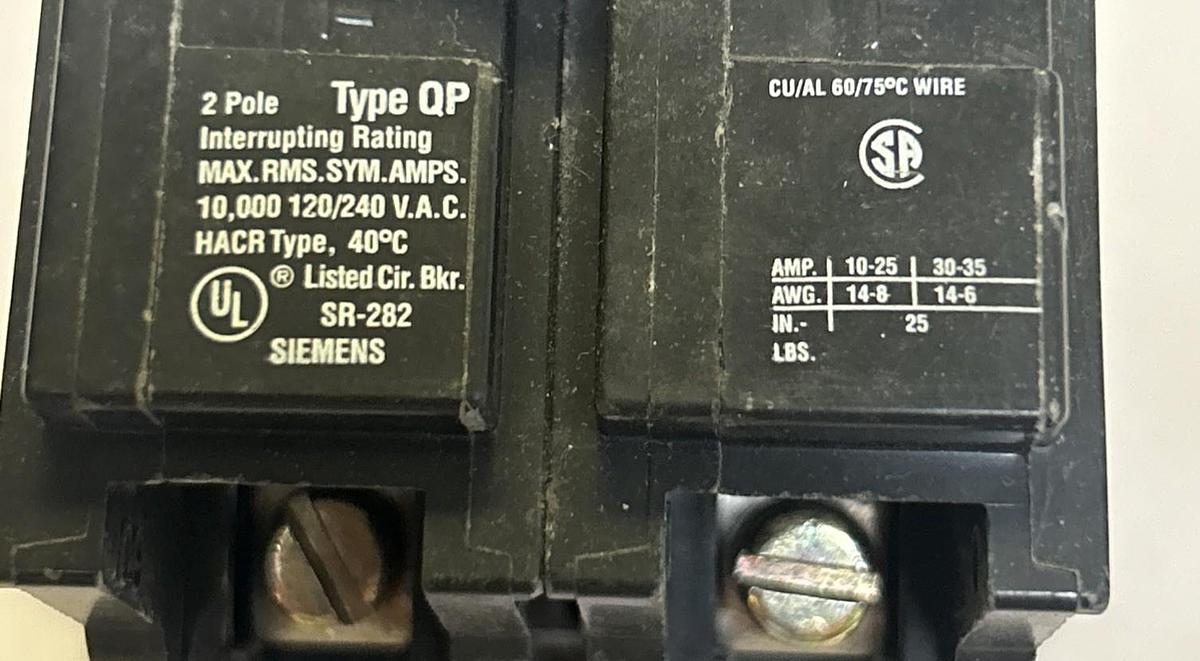 2 Pole Type QP
Interrupting Rating
MAX.RMS.SYM.AMPS.
10,000 120/240 V.A.C.
HACR Type, 40°C
UL ® Listed Cir. Bkr.
SR-282
SIEMENS
CU/AL 60/75°C WIRE
SA
AMP. 10-25 30-35
AWG. 14-8 14-6
IN.- 25
LBS.